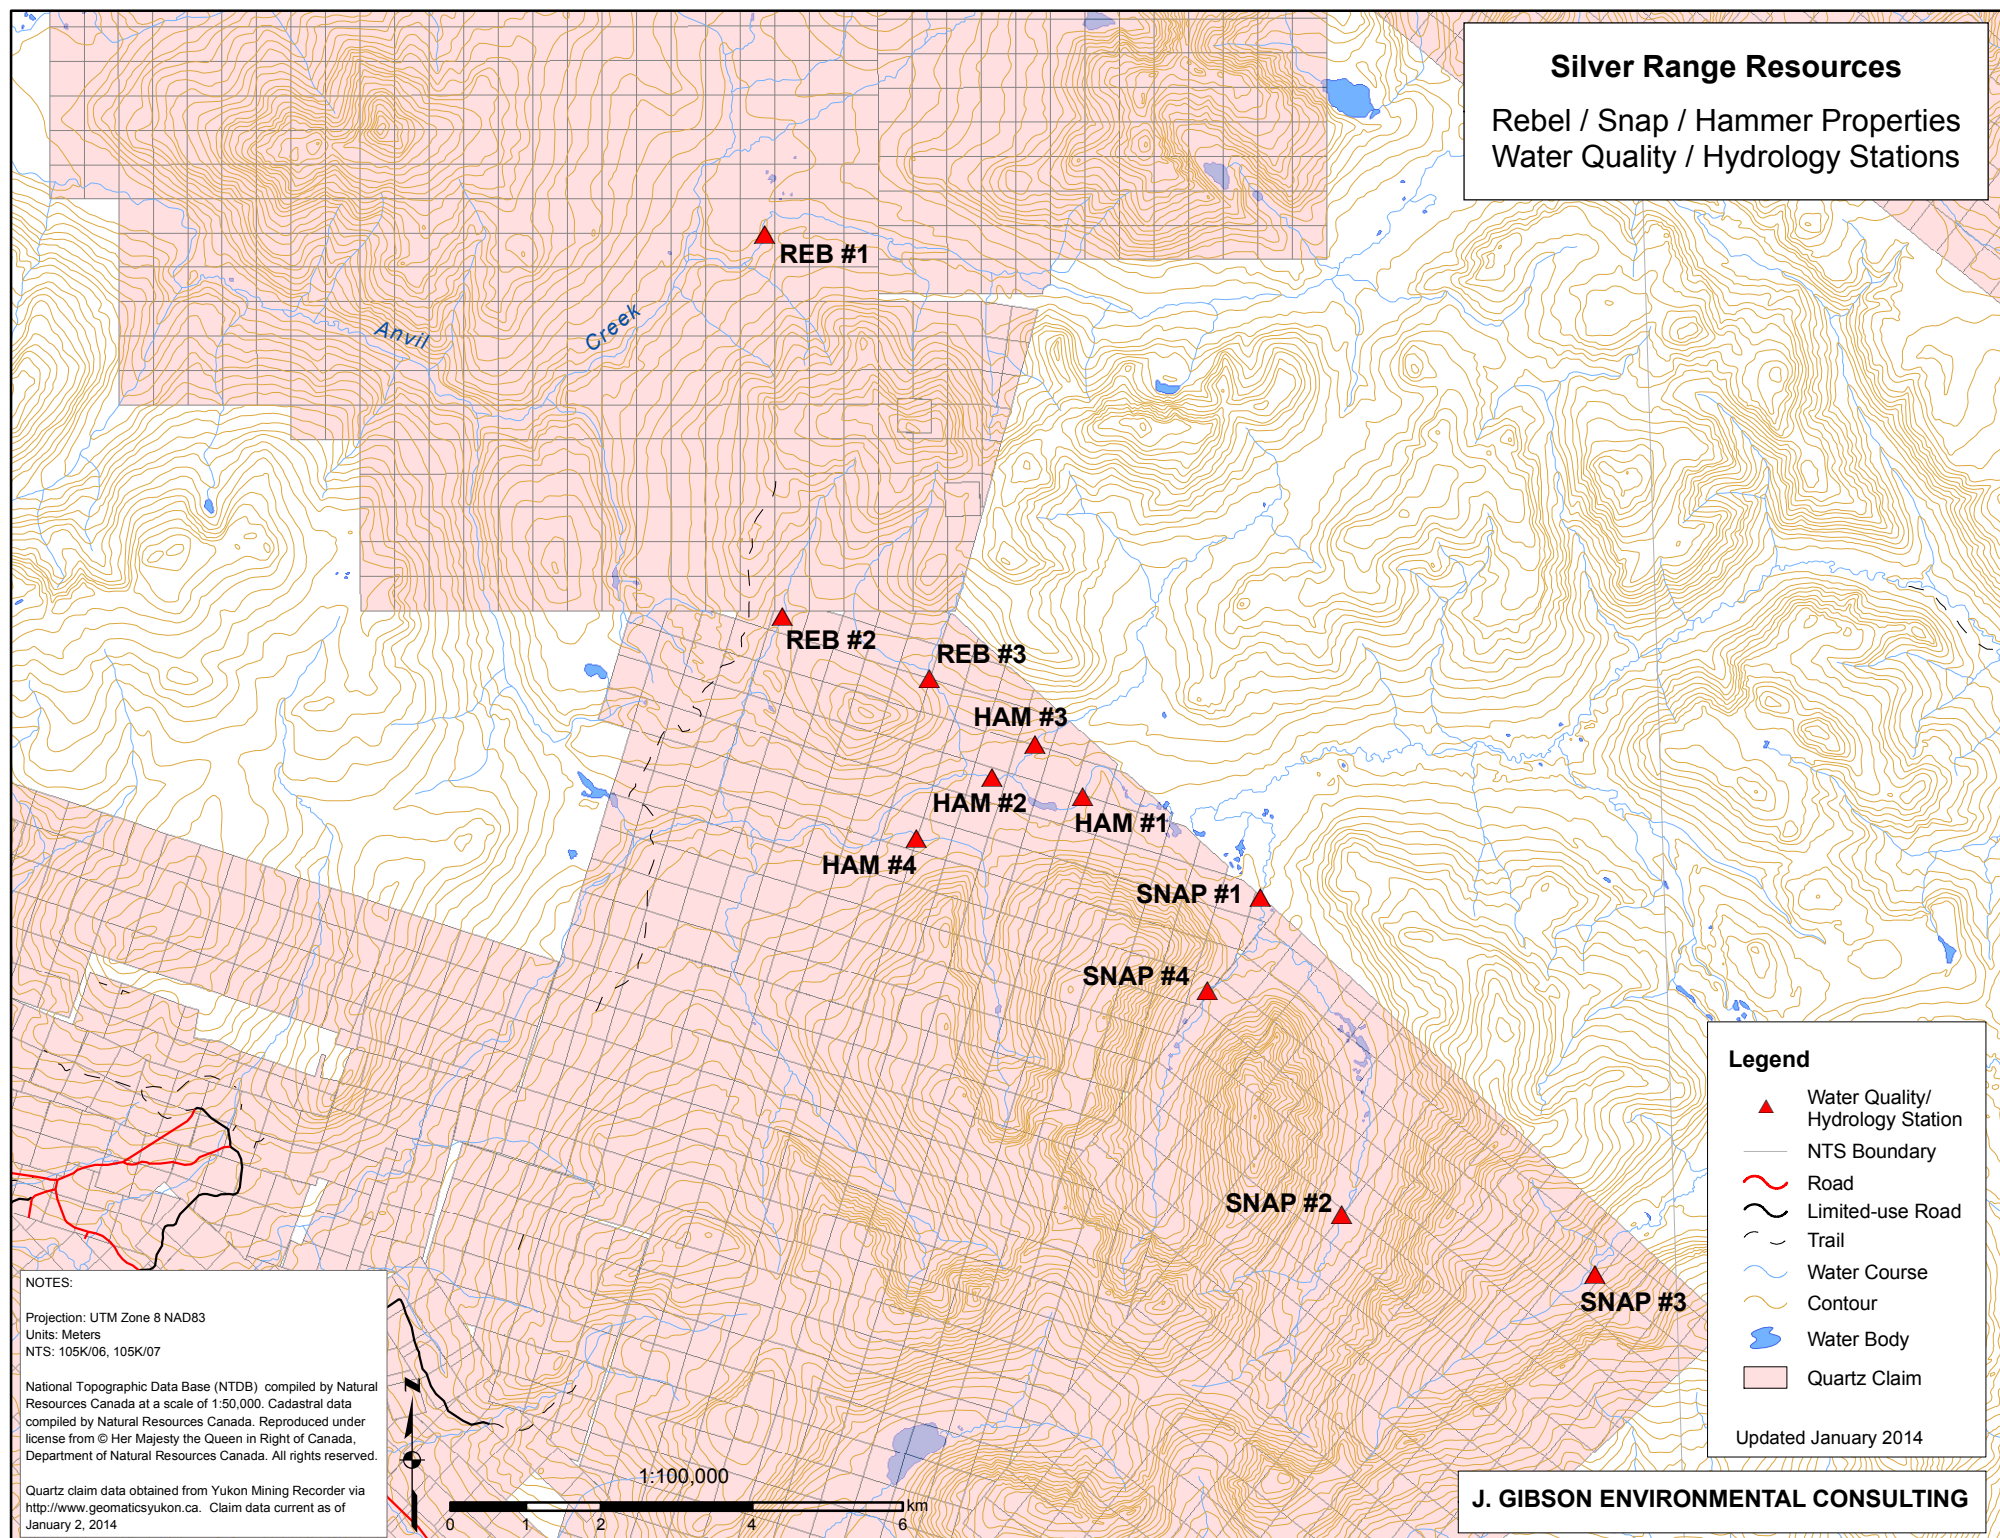 Silver Range Resources
Rebel / Snap / Hammer Properties
Water Quality / Hydrology Stations
REB #1
Anvil
Creek
REB #2
REB #3
HAM #3
HAM #2
HAM #1
HAM #4
SNAP #1
SNAP #4
SNAP #2
SNAP #3
Legend
Water Quality/
Hydrology Station
NTS Boundary
Road
Limited-use Road
Trail
Water Course
Contour
Water Body
Quartz Claim
Updated January 2014
NOTES:
Projection: UTM Zone 8 NAD83
Units: Meters
NTS: 105K/06, 105K/07
National Topographic Data Base (NTDB) compiled by Natural
Resources Canada at a scale of 1:50,000. Cadastral data
compiled by Natural Resources Canada. Reproduced under
license from © Her Majesty the Queen in Right of Canada,
Department of Natural Resources Canada. All rights reserved.
Quartz claim data obtained from Yukon Mining Recorder via
http://www.geomaticsyukon.ca. Claim data current as of
January 2, 2014
N
1:100,000
km
0 1 2 4 6
J. GIBSON ENVIRONMENTAL CONSULTING